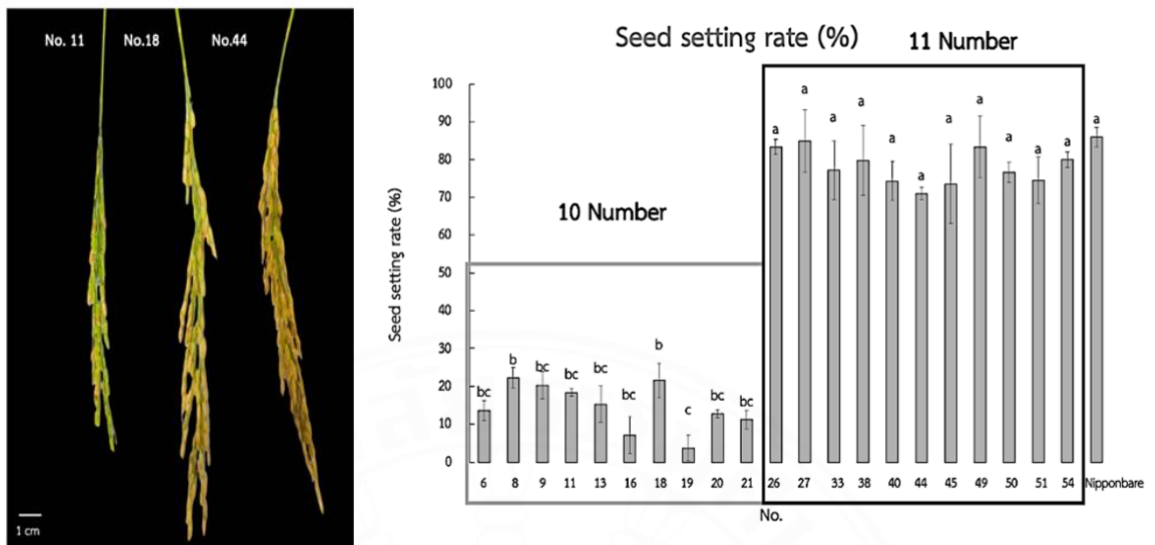 No. 11 No.18 No.44
1 cm
Seed setting rate (%) 11 Number
10 Number
Seed setting rate (%)
100
90
80
70
60
50
40
30
20
10
0
bc b bc bc bc bc b c bc bc a a a a a a a a a a a a
6 8 9 11 13 16 18 19 20 21 26 27 33 38 40 44 45 49 50 51 54 Nipponbare
No.